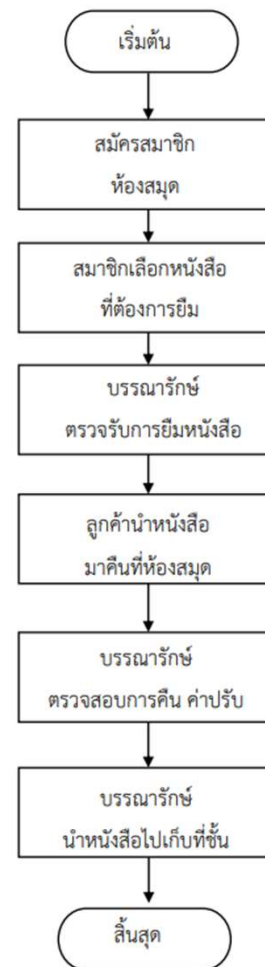 เริ่มต้น
สมัครสมาชิก
ห้องสมุด
สมาชิกเลือกหนังสือ
ที่ต้องการยืม
บรรณารักษ์
ตรวจรับการยืมหนังสือ
ลูกค้านำหนังสือ
มาคืนที่ห้องสมุด
บรรณารักษ์
ตรวจสอบการคืน ค่าปรับ
บรรณารักษ์
นำหนังสือไปเก็บที่ชั้น
สิ้นสุด